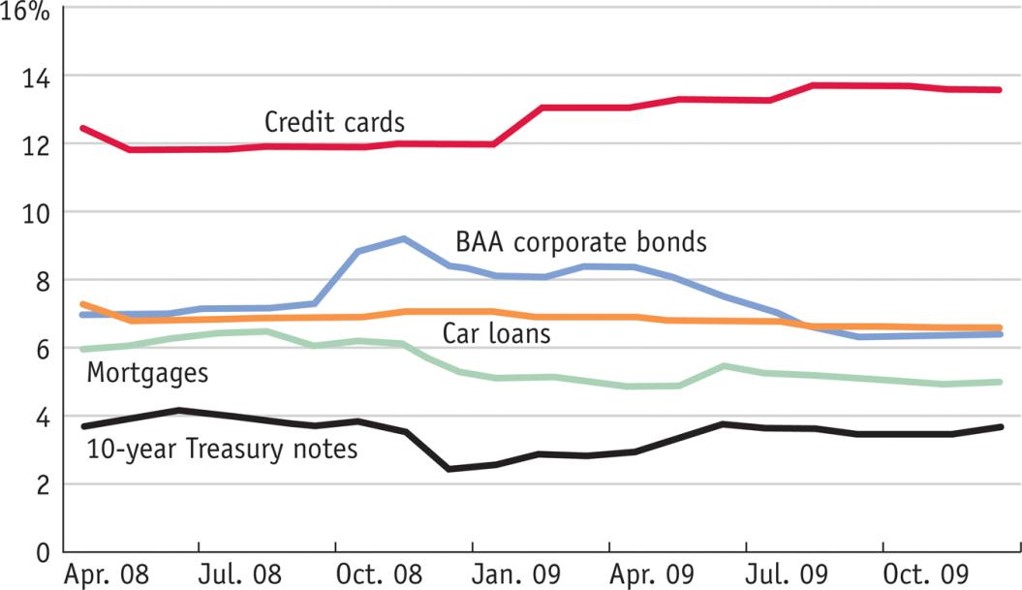 16%
14
Credit cards
12
10
BAA corporate bonds
8
Car loans
6
Mortgages
4
10-year Treasury notes
2
0
Apr. 08 Jul. 08 Oct. 08 Jan. 09 Apr. 09 Jul. 09 Oct. 09